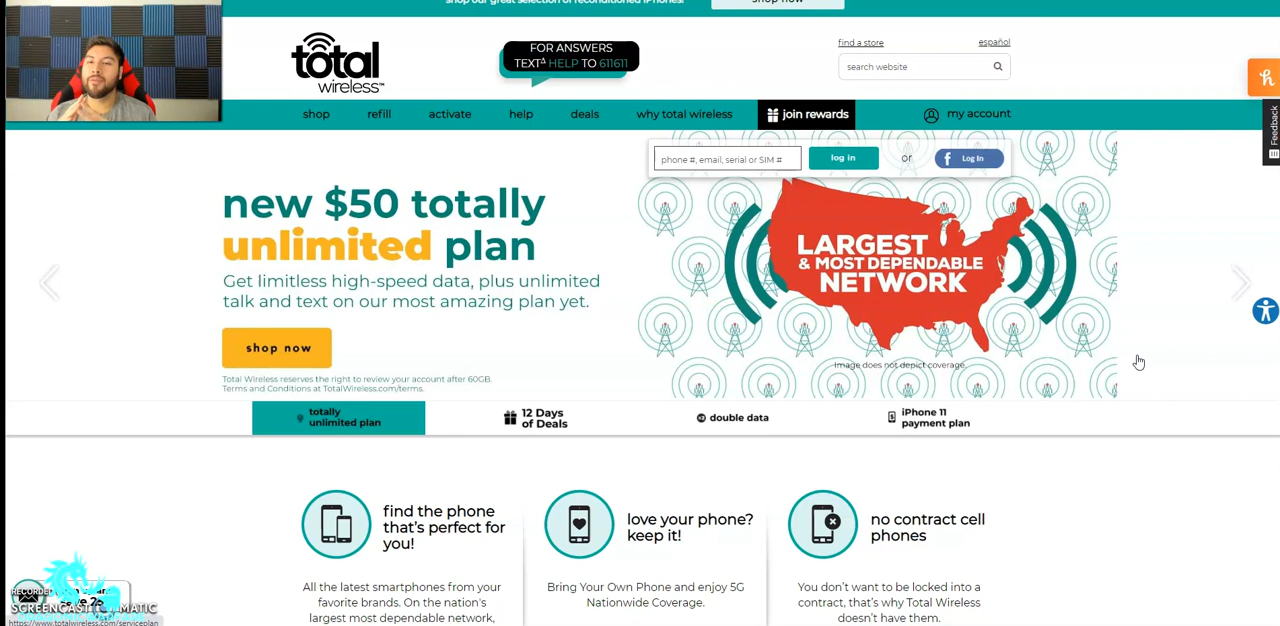 shop our great selection of reconditioned iPhones!
shop now
total
wireless
FOR ANSWERS
TEXT∆ HELP TO 611611
find a store
español
search website
shop
refill
activate
help
deals
why total wireless
join rewards
my account
h
Feedback
phone #, email, serial or SIM #
log in
or
f
Log In
new $50 totally
unlimited plan
Get limitless high-speed data, plus unlimited
talk and text on our most amazing plan yet.
shop now
Total Wireless reserves the right to review your account after 60GB.
Terms and Conditions at TotalWireless.com/terms.
LARGEST
& MOST DEPENDABLE
NETWORK
Image does not depict coverage.
totally
unlimited plan
12 Days
of Deals
double data
iPhone 11
payment plan
find the phone
that's perfect for
you!
love your phone?
keep it!
no contract cell
phones
All the latest smartphones from your
favorite brands. On the nation's
largest most dependable network,
Bring Your Own Phone and enjoy 5G
Nationwide Coverage.
You don't want to be locked into a
contract, that's why Total Wireless
doesn't have them.
https://www.totalwireless.com/serviceplan